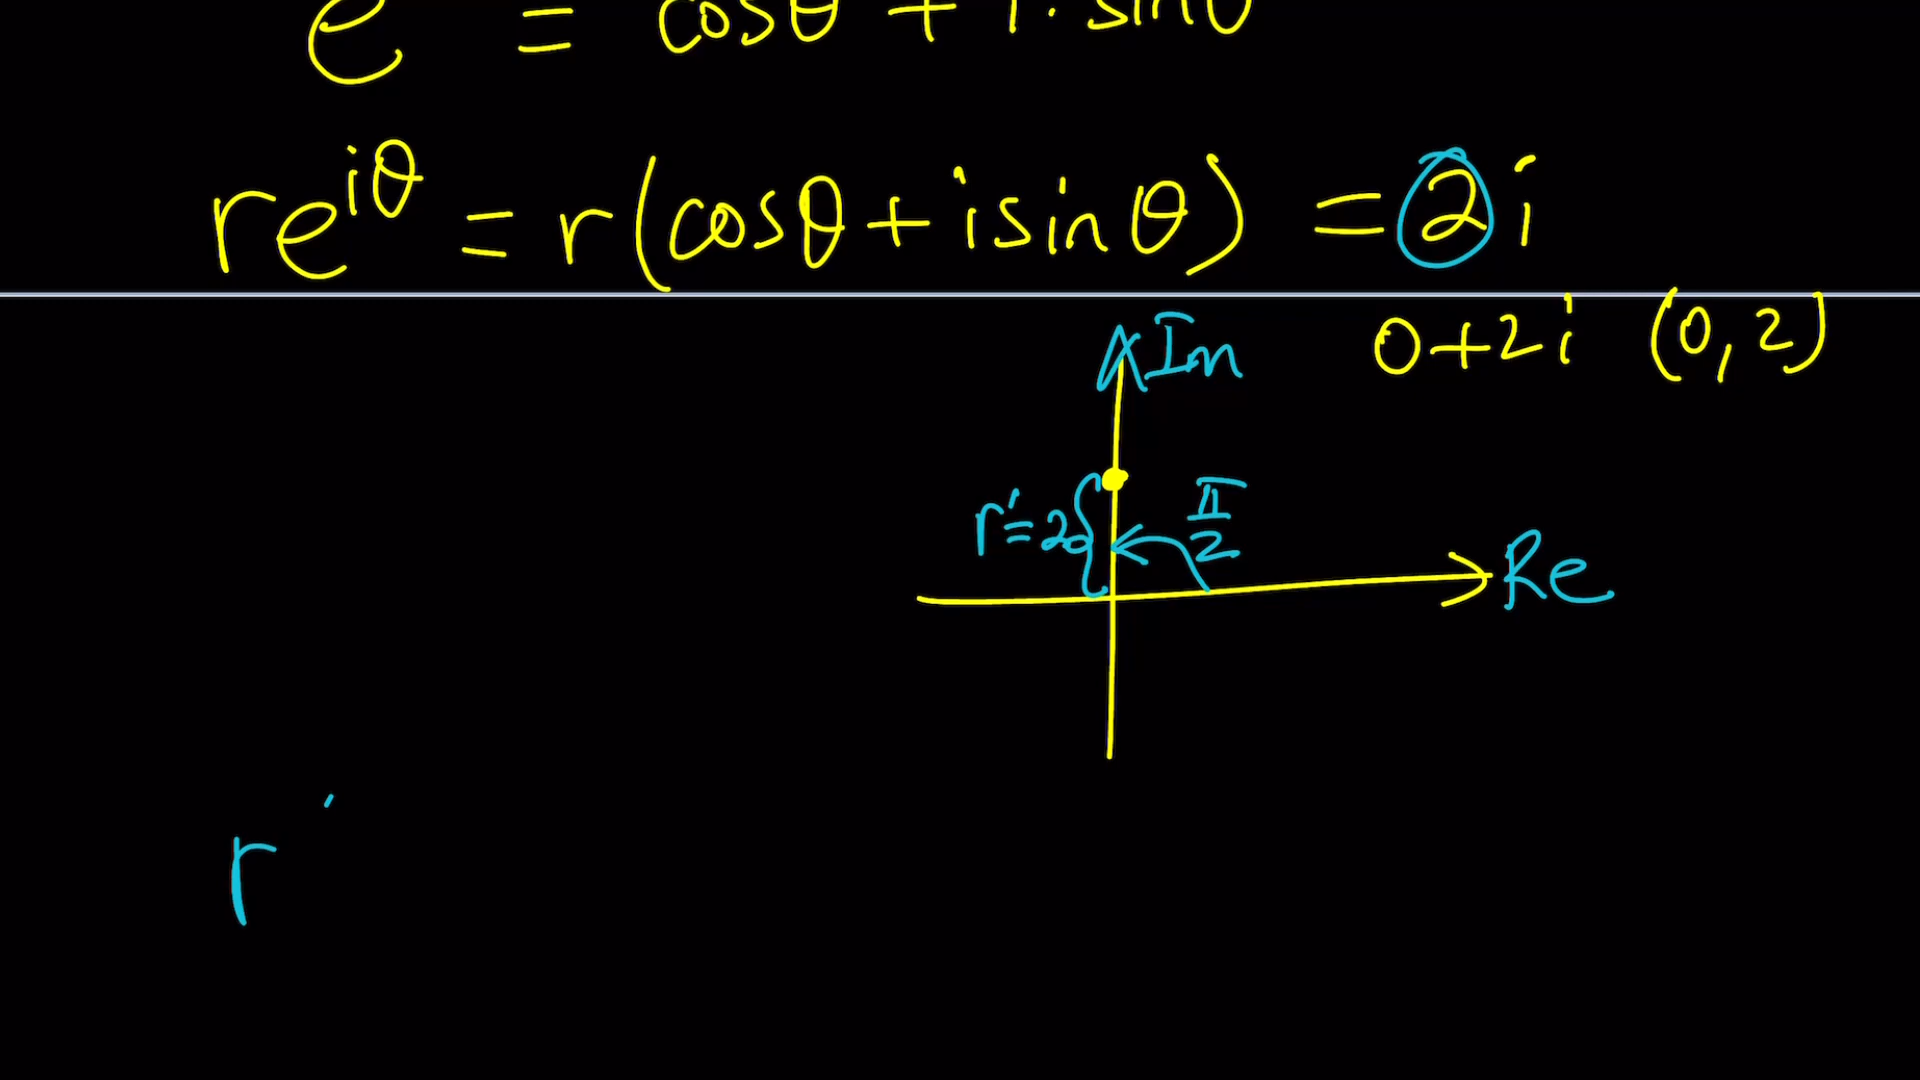 e = cosθ + i · sinθ
re^{iθ} = r(cosθ + i sinθ) = 2i
0+2i (0,2)
Im
r = 2
π/2
Re
r